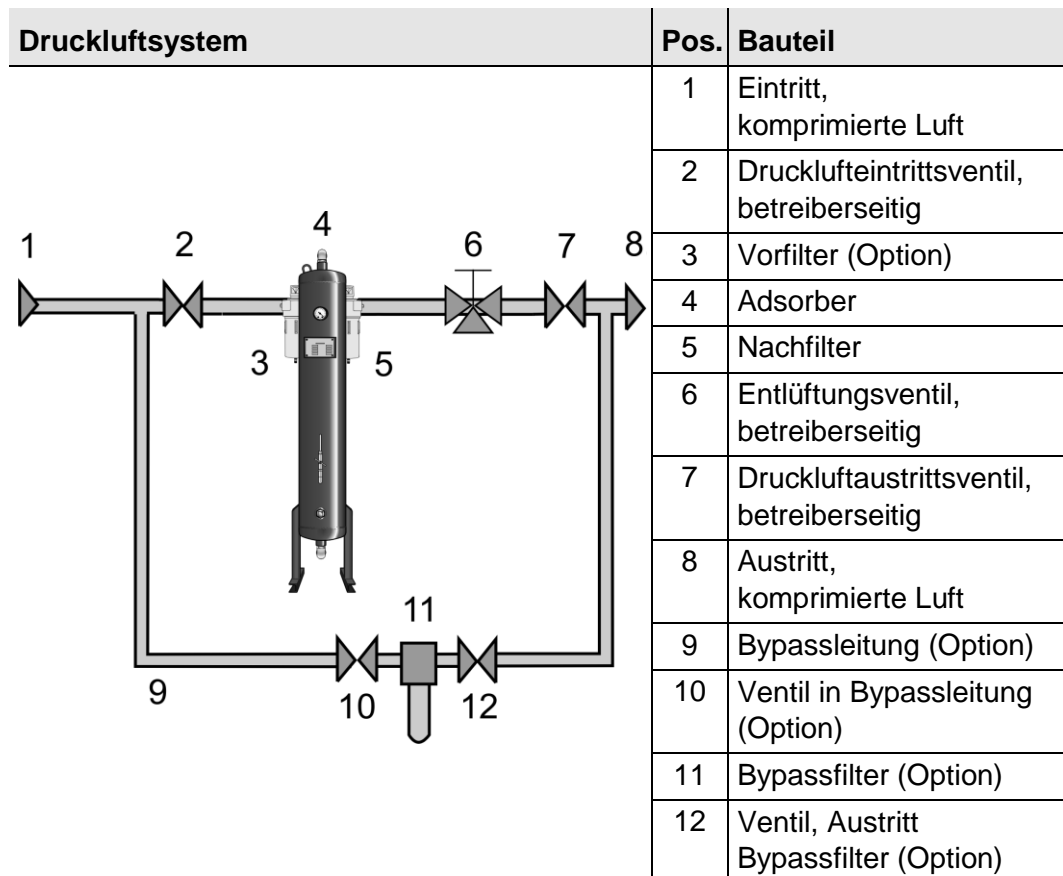 Druckluftsystem
Pos.
Bauteil
1
2
3
4
5
6
7
8
9
10
11
12
1
Eintritt,
komprimierte Luft
2
Drucklufteintrittsventil,
betreiberseitig
3
Vorfilter (Option)
4
Adsorber
5
Nachfilter
6
Entlüftungsventil,
betreiberseitig
7
Druckluftaustrittsventil,
betreiberseitig
8
Austritt,
komprimierte Luft
9
Bypassleitung (Option)
10
Ventil in Bypassleitung
(Option)
11
Bypassfilter (Option)
12
Ventil, Austritt
Bypassfilter (Option)